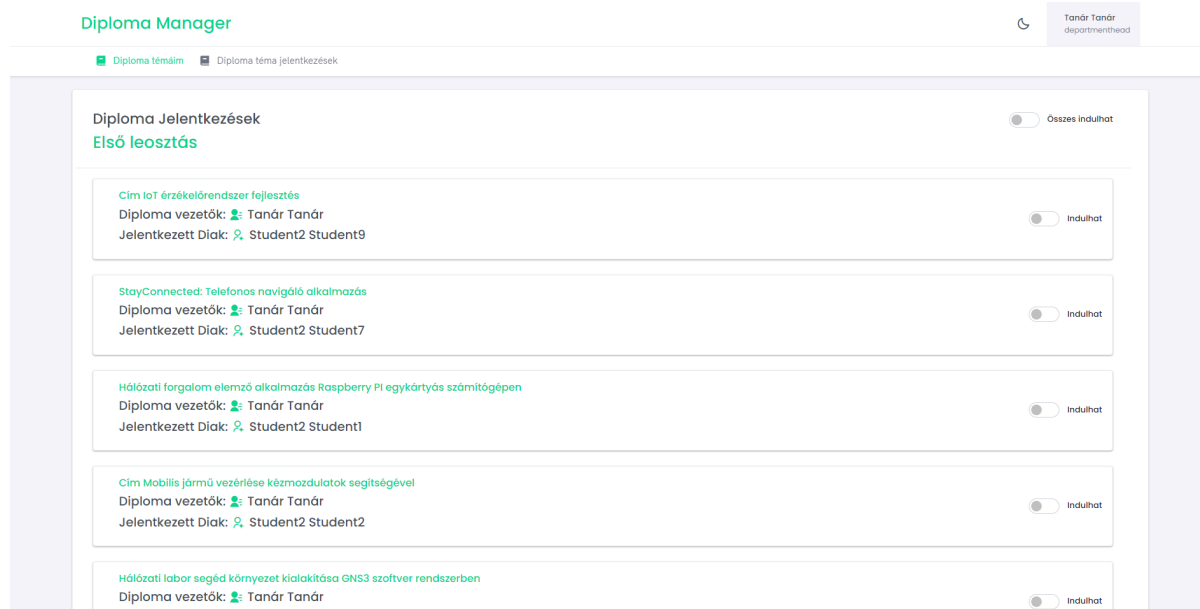 Diploma Manager
Tanár Tanár
departmenthead
Diploma témáim
Diploma téma jelentkezések
Diploma Jelentkezések
Összes indulhat
Első leosztás
Cím IoT érzékelőrendszer fejlesztés
Diploma vezetők: Tanár Tanár
Indulhat
Jelentkezett Diak: Student2 Student9
StayConnected: Telefonos navigáló alkalmazás
Diploma vezetők: Tanár Tanár
Indulhat
Jelentkezett Diak: Student2 Student7
Hálózati forgalom elemző alkalmazás Raspberry PI egykártyás számítógépen
Diploma vezetők: Tanár Tanár
Indulhat
Jelentkezett Diak: Student2 Student1
Cím Mobilis jármű vezérlése kézmozdulatok segítségével
Diploma vezetők: Tanár Tanár
Indulhat
Jelentkezett Diak: Student2 Student2
Hálózati labor segéd környezet kialakítása GNS3 szoftver rendszerben
Diploma vezetők: Tanár Tanár
Indulhat